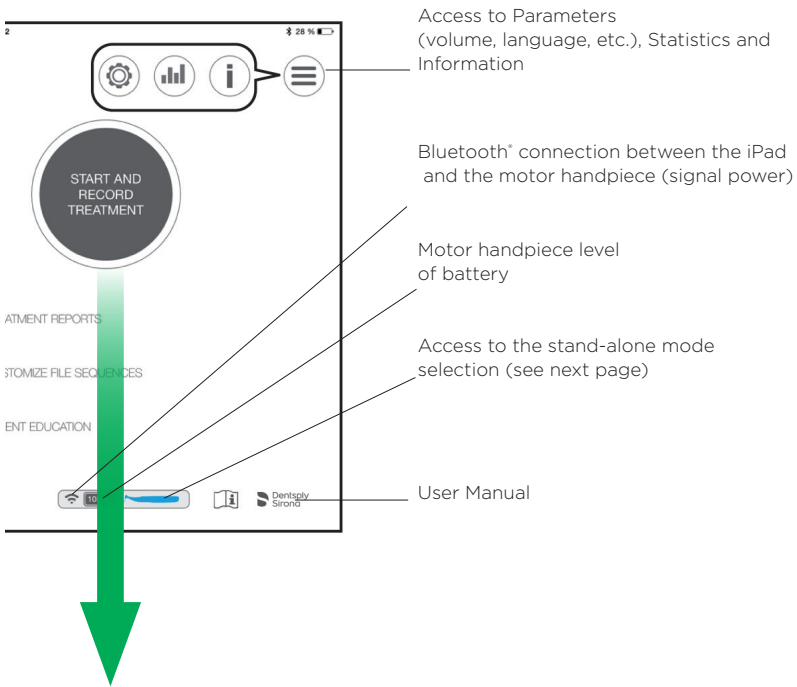 2
28 %
Access to Parameters
(volume, language, etc.), Statistics and
Information
START AND
RECORD
TREATMENT
Bluetooth® connection between the iPad
and the motor handpiece (signal power)
Motor handpiece level
of battery
ATMENT REPORTS
Access to the stand-alone mode
selection (see next page)
STOMIZE FILE SEQUENCES
ENT EDUCATION
10
Dentsply
Sirona
User Manual